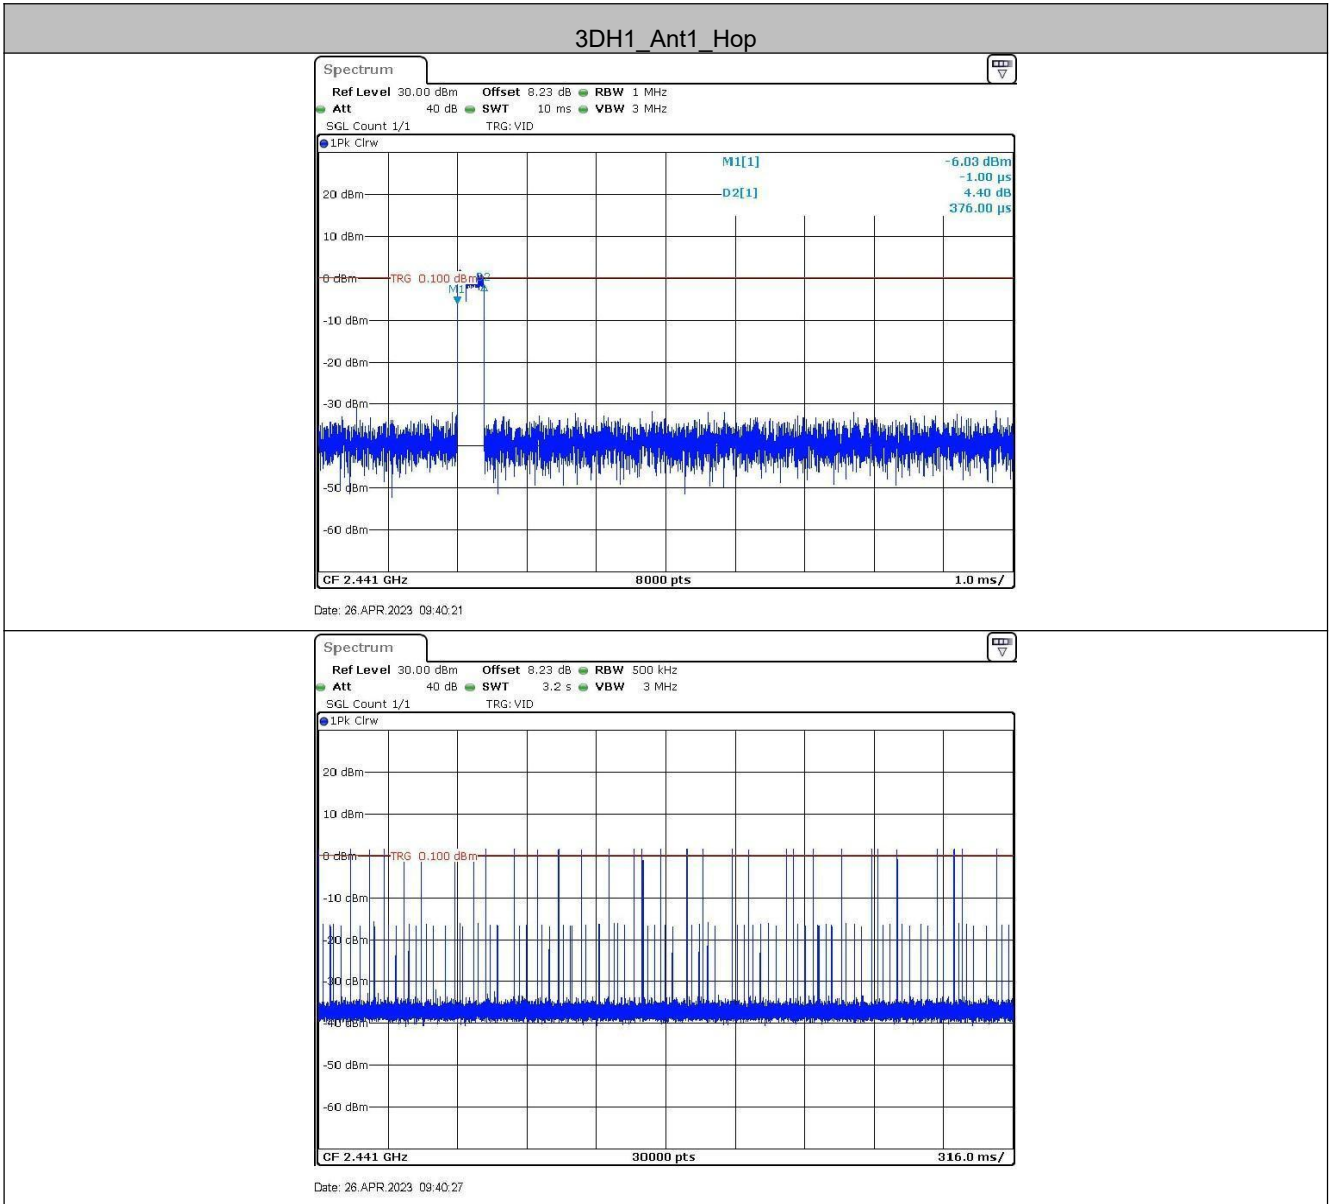 3DH1_Ant1_Hop
Spectrum
Ref Level 30.00 dBm Offset 8.23 dB RBW 1 MHz
Att 40 dB SWT 10 ms VBW 3 MHz
SGL Count 1/1 TRG: VID
1Pk Clrw
M1[1] -6.03 dBm
-1.00 µs
20 dBm D2[1] 4.40 dB
376.00 µs
10 dBm
0 dBm TRG 0.100 dBm D2
M1
-10 dBm
-20 dBm
-30 dBm
-50 dBm
-60 dBm
CF 2.441 GHz 8000 pts 1.0 ms/
Date: 26.APR.2023 09:40:21
Spectrum
Ref Level 30.00 dBm Offset 8.23 dB RBW 500 kHz
Att 40 dB SWT 3.2 s VBW 3 MHz
SGL Count 1/1 TRG: VID
1Pk Clrw
20 dBm
10 dBm
0 dBm TRG 0.100 dBm
-10 dBm
-20 dBm
-30 dBm
-40 dBm
-50 dBm
-60 dBm
CF 2.441 GHz 30000 pts 316.0 ms/
Date: 26.APR.2023 09:40:27